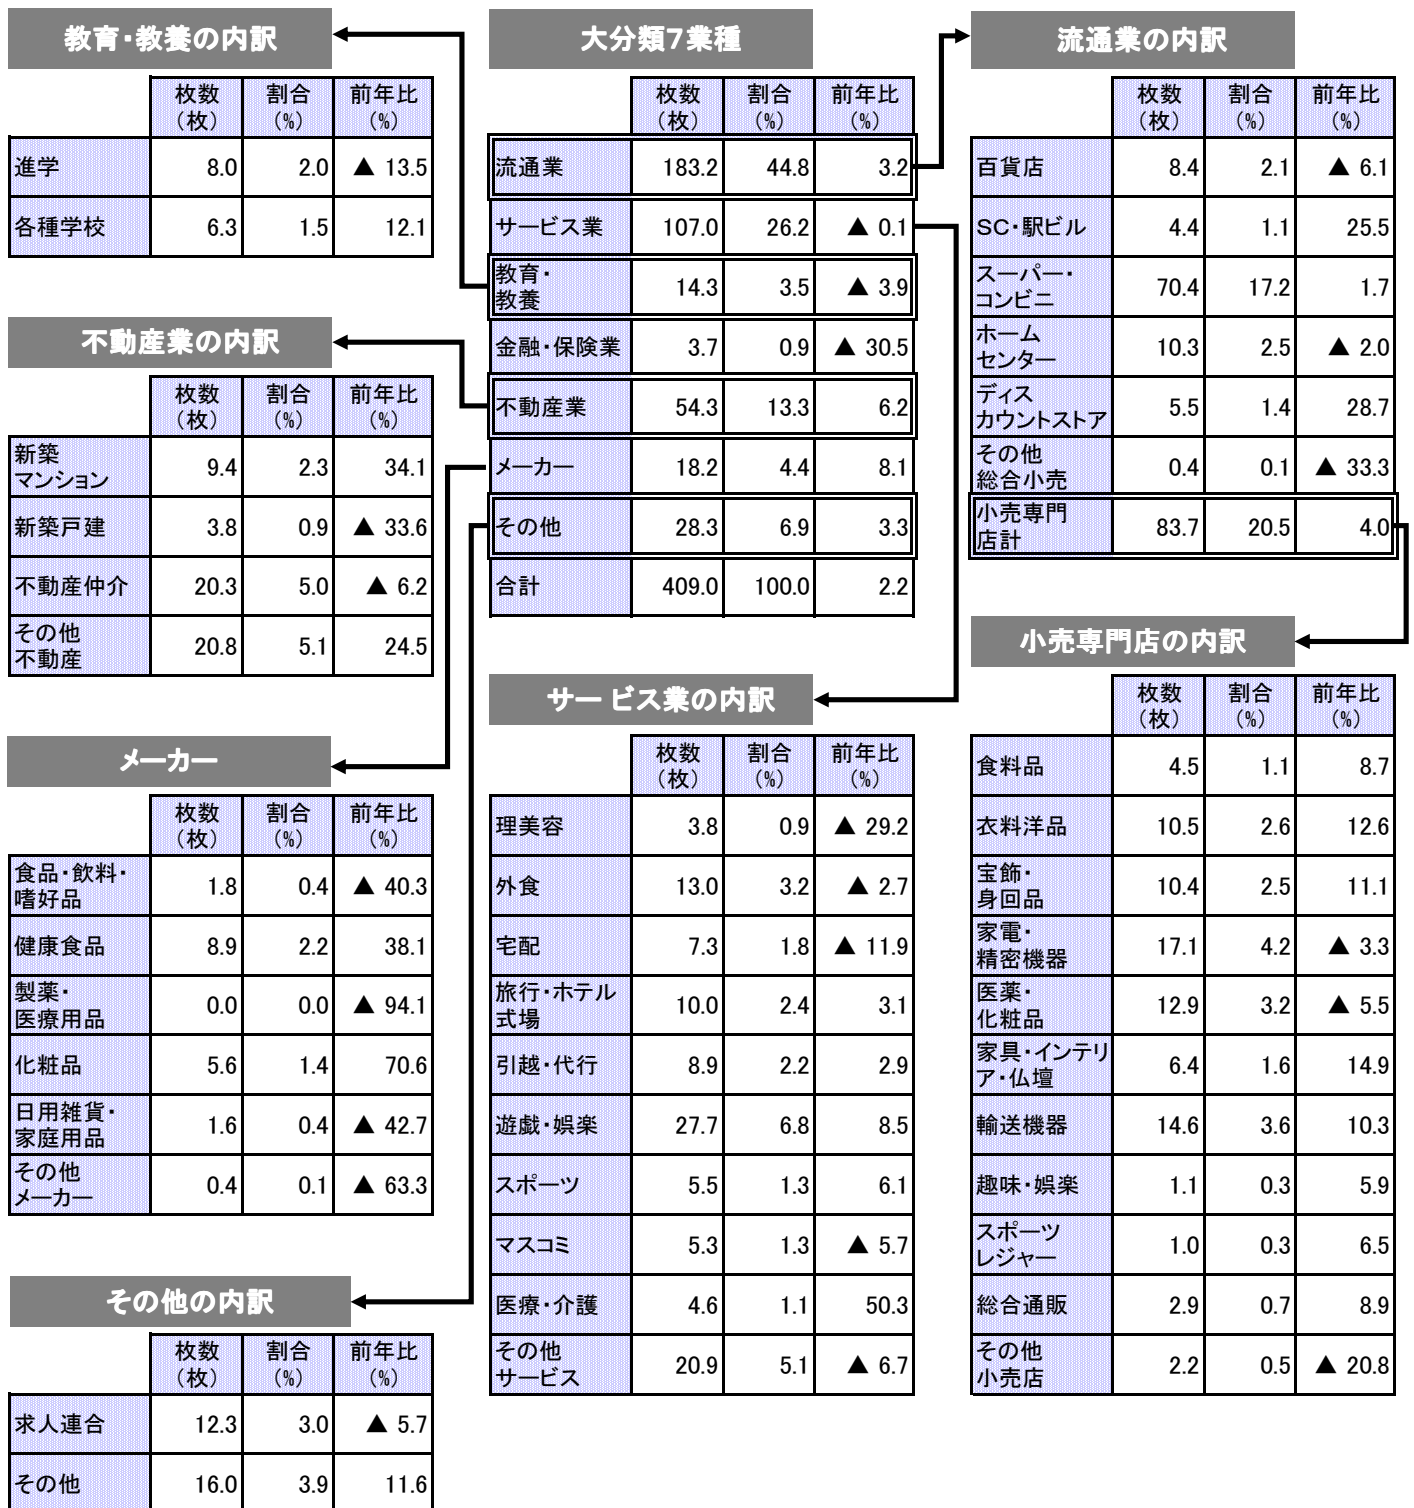 教育・教養の内訳
枚数 割合 前年比
（枚） （%） （%）
進学 8.0 2.0 ▲ 13.5
各種学校 6.3 1.5 12.1
不動産業の内訳
枚数 割合 前年比
（枚） （%） （%）
新築
マンション 9.4 2.3 34.1
新築戸建 3.8 0.9 ▲ 33.6
不動産仲介 20.3 5.0 ▲ 6.2
その他
不動産 20.8 5.1 24.5
メーカー
枚数 割合 前年比
（枚） （%） （%）
食品・飲料・
嗜好品 1.8 0.4 ▲ 40.3
健康食品 8.9 2.2 38.1
製薬・
医療用品 0.0 0.0 ▲ 94.1
化粧品 5.6 1.4 70.6
日用雑貨・
家庭用品 1.6 0.4 ▲ 42.7
その他
メーカー 0.4 0.1 ▲ 63.3
その他の内訳
枚数 割合 前年比
（枚） （%） （%）
求人連合 12.3 3.0 ▲ 5.7
その他 16.0 3.9 11.6
大分類7業種
枚数 割合 前年比
（枚） （%） （%）
流通業 183.2 44.8 3.2
サービス業 107.0 26.2 ▲ 0.1
教育・
教養 14.3 3.5 ▲ 3.9
金融・保険業 3.7 0.9 ▲ 30.5
不動産業 54.3 13.3 6.2
メーカー 18.2 4.4 8.1
その他 28.3 6.9 3.3
合計 409.0 100.0 2.2
サービス業の内訳
枚数 割合 前年比
（枚） （%） （%）
理美容 3.8 0.9 ▲ 29.2
外食 13.0 3.2 ▲ 2.7
宅配 7.3 1.8 ▲ 11.9
旅行・ホテル
式場 10.0 2.4 3.1
引越・代行 8.9 2.2 2.9
遊戯・娯楽 27.7 6.8 8.5
スポーツ 5.5 1.3 6.1
マスコミ 5.3 1.3 ▲ 5.7
医療・介護 4.6 1.1 50.3
その他
サービス 20.9 5.1 ▲ 6.7
流通業の内訳
枚数 割合 前年比
（枚） （%） （%）
百貨店 8.4 2.1 ▲ 6.1
SC・駅ビル 4.4 1.1 25.5
スーパー・
コンビニ 70.4 17.2 1.7
ホーム
センター 10.3 2.5 ▲ 2.0
ディス
カウントストア 5.5 1.4 28.7
その他
総合小売 0.4 0.1 ▲ 33.3
小売専門
店計 83.7 20.5 4.0
小売専門店の内訳
枚数 割合 前年比
（枚） （%） （%）
食料品 4.5 1.1 8.7
衣料洋品 10.5 2.6 12.6
宝飾・
身回品 10.4 2.5 11.1
家電・
精密機器 17.1 4.2 ▲ 3.3
医薬・
化粧品 12.9 3.2 ▲ 5.5
家具・インテリ
ア・仏壇 6.4 1.6 14.9
輸送機器 14.6 3.6 10.3
趣味・娯楽 1.1 0.3 5.9
スポーツ
レジャー 1.0 0.3 6.5
総合通販 2.9 0.7 8.9
その他
小売店 2.2 0.5 ▲ 20.8